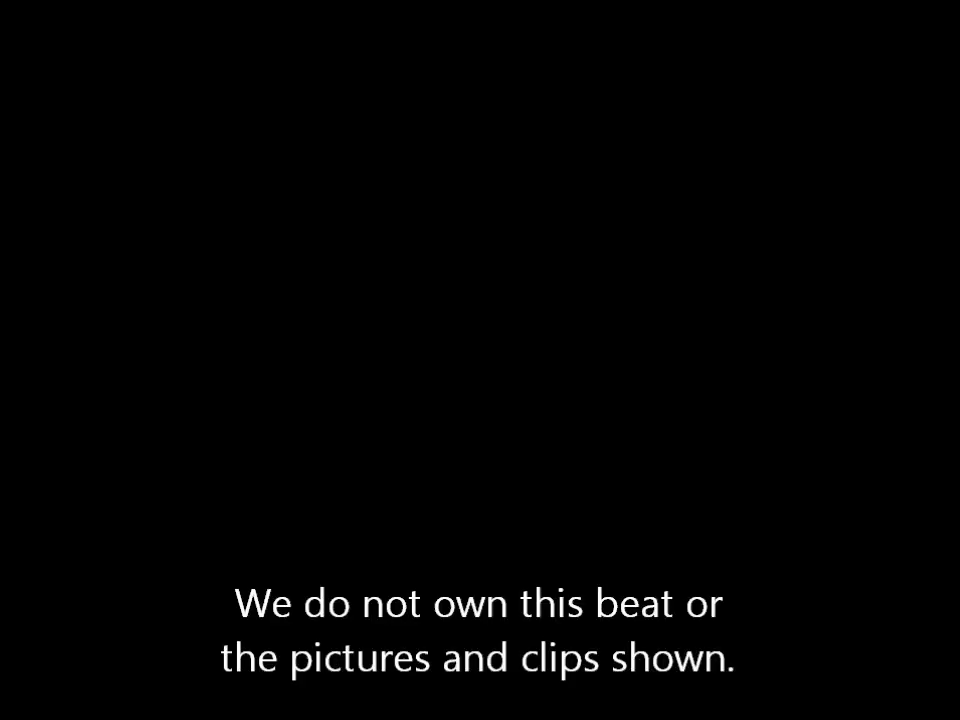 We do not own this beat or
the pictures and clips shown.